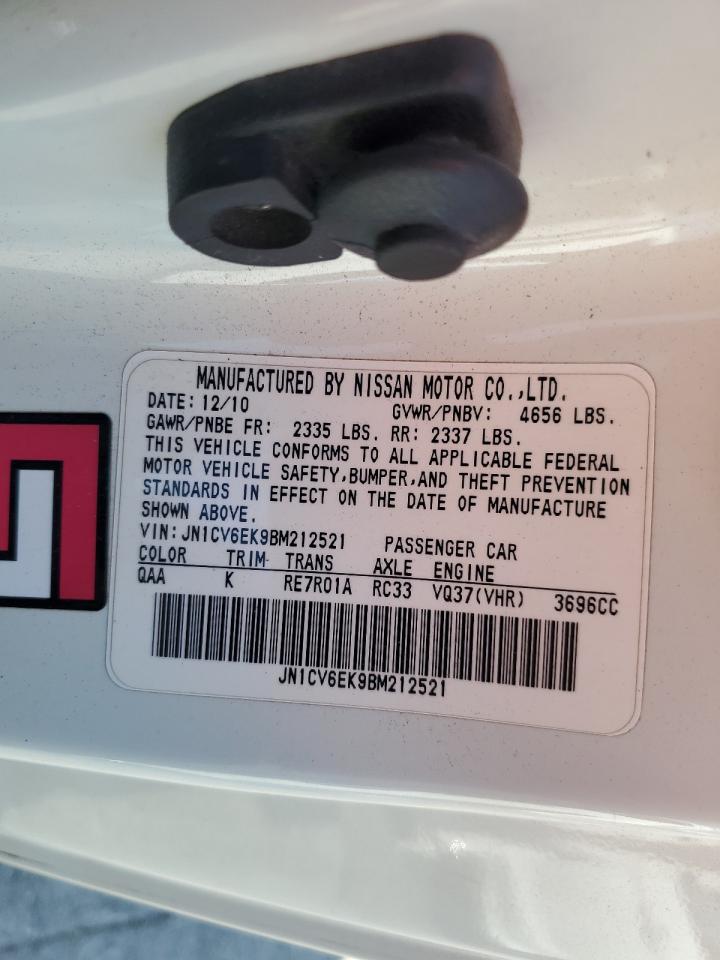 MANUFACTURED BY NISSAN MOTOR CO.,LTD.
DATE: 12/10 GVWR/PNBV: 4656 LBS.
GAWR/PNBE FR: 2335 LBS. RR: 2337 LBS.
THIS VEHICLE CONFORMS TO ALL APPLICABLE FEDERAL
MOTOR VEHICLE SAFETY,BUMPER,AND THEFT PREVENTION
STANDARDS IN EFFECT ON THE DATE OF MANUFACTURE
SHOWN ABOVE.
VIN: JN1CV6EK9BM212521 PASSENGER CAR
COLOR TRIM TRANS AXLE ENGINE
QAA K RE7R01A RC33 VQ37(VHR) 3696CC
JN1CV6EK9BM212521